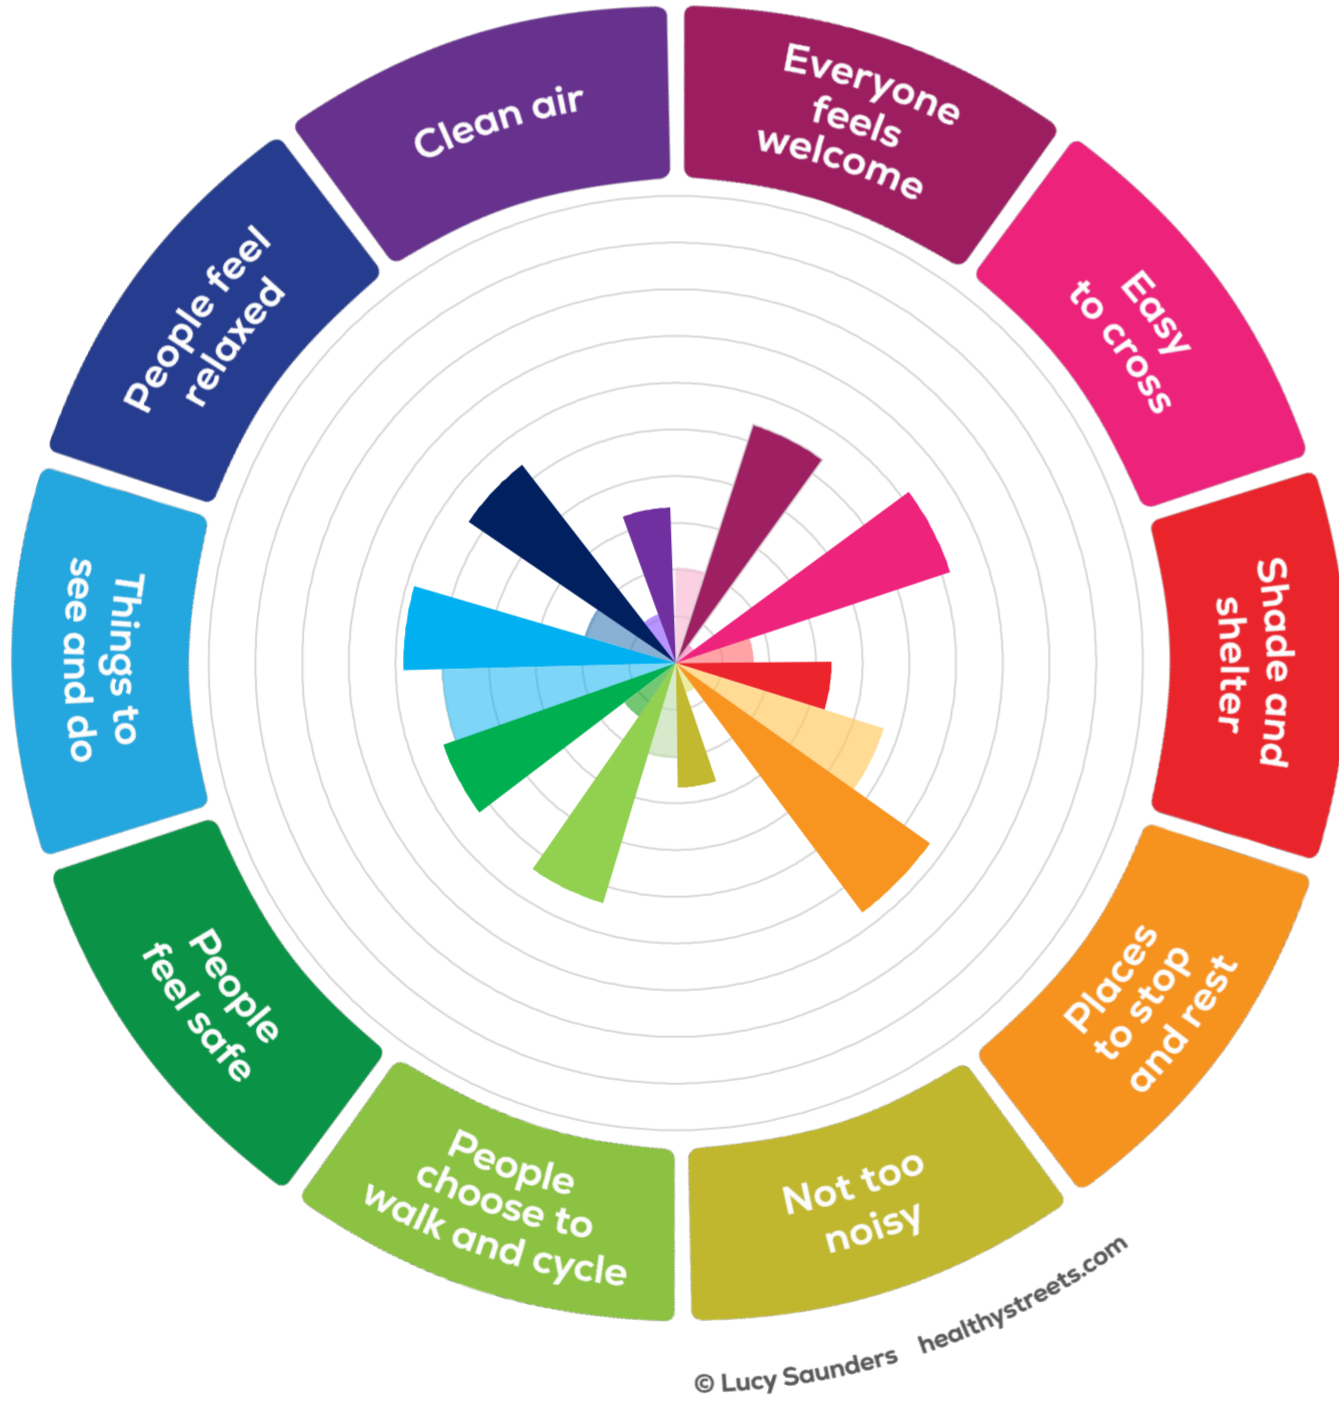 Everyone
feels
welcome
Easy
to cross
Shade and
shelter
Places
to stop
and rest
Not too
noisy
People
choose to
walk and cycle
People
feel safe
Things to
see and do
People feel
relaxed
Clean air
© Lucy Saunders healthystreets.com